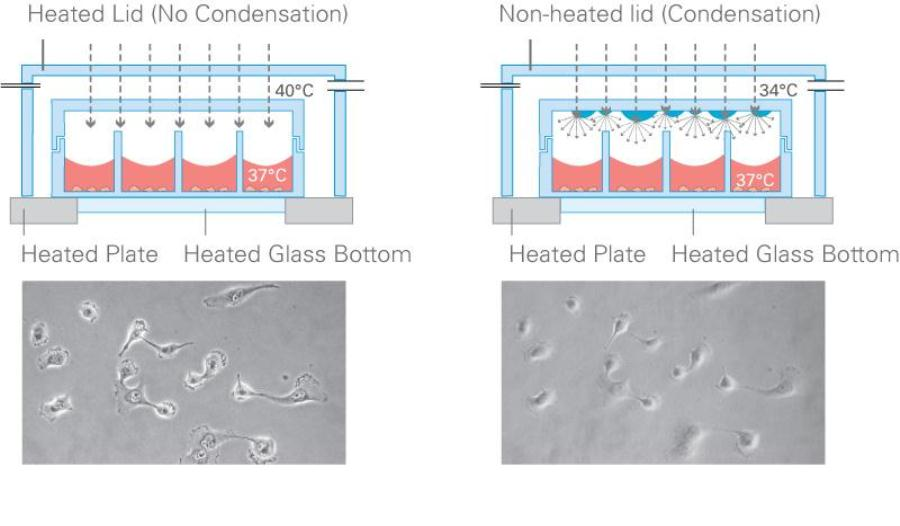 Heated Lid (No Condensation)
40°C
37°C
Heated Plate
Heated Glass Bottom
Non-heated lid (Condensation)
34°C
37°C
Heated Plate
Heated Glass Bottom